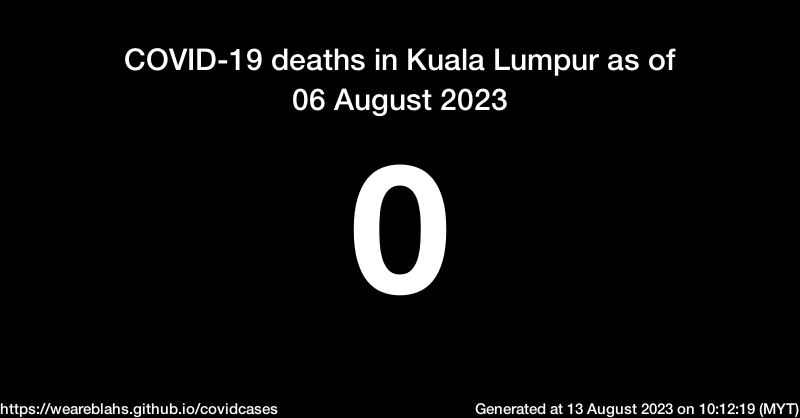 COVID-19 deaths in Kuala Lumpur as of
06 August 2023
0
https://weareblahs.github.io/covidcases
Generated at 13 August 2023 on 10:12:19 (MYT)